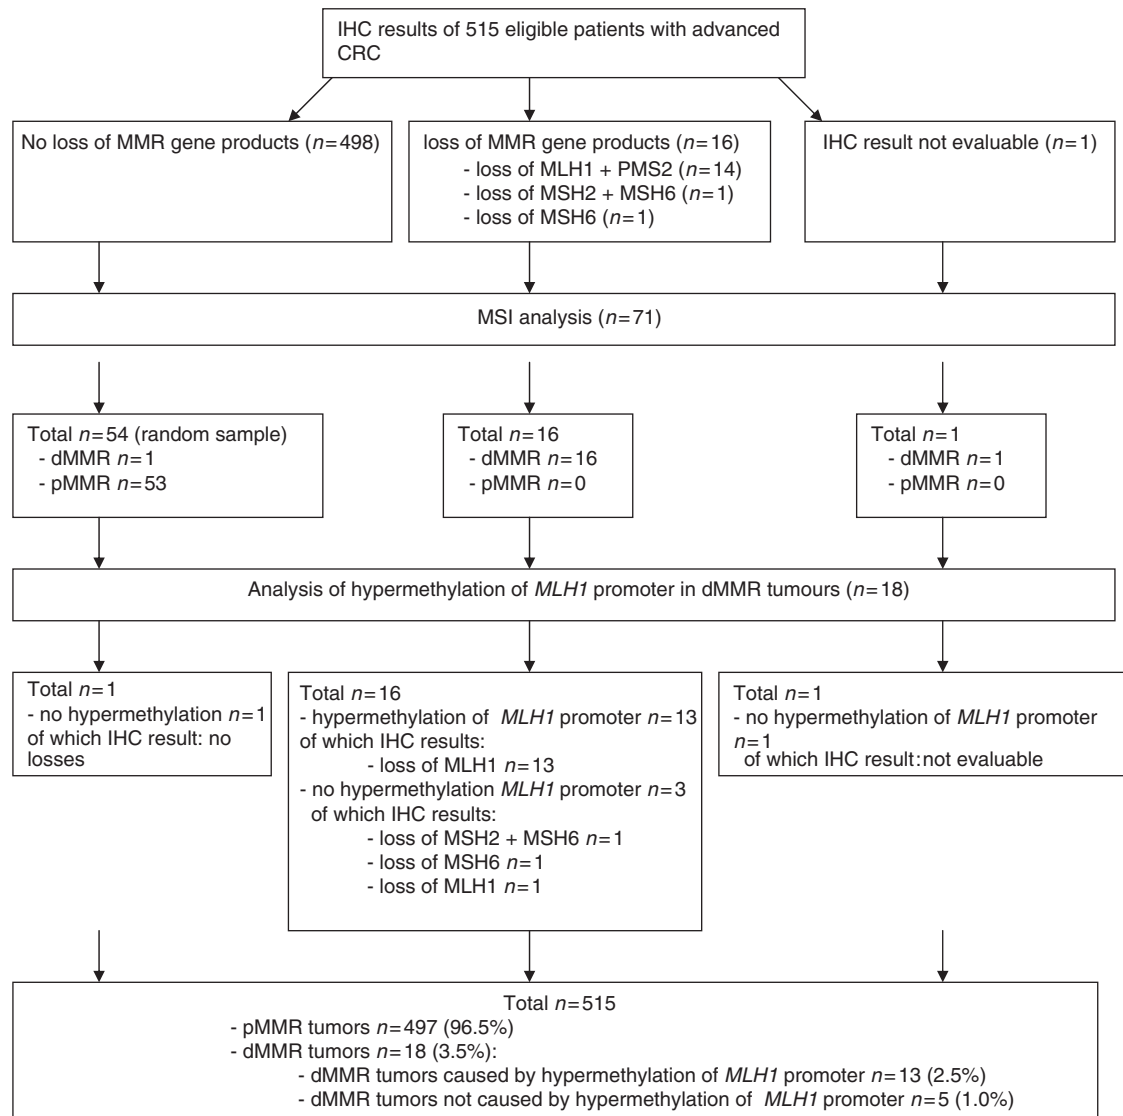 IHC results of 515 eligible patients with advanced
CRC
No loss of MMR gene products (n=498)
loss of MMR gene products (n=16)
- loss of MLH1 + PMS2 (n=14)
- loss of MSH2 + MSH6 (n=1)
- loss of MSH6 (n=1)
IHC result not evaluable (n=1)
MSI analysis (n=71)
Total n=54 (random sample)
- dMMR n=1
- pMMR n=53
Total n=16
- dMMR n=16
- pMMR n=0
Total n=1
- dMMR n=1
- pMMR n=0
Analysis of hypermethylation of MLH1 promoter in dMMR tumours (n=18)
Total n=1
- no hypermethylation n=1
of which IHC result: no
losses
Total n=16
- hypermethylation of MLH1 promoter n=13
of which IHC results:
- loss of MLH1 n=13
- no hypermethylation MLH1 promoter n=3
of which IHC results:
- loss of MSH2 + MSH6 n=1
- loss of MSH6 n=1
- loss of MLH1 n=1
Total n=1
- no hypermethylation of MLH1 promoter
n=1
of which IHC result: not evaluable
Total n=515
- pMMR tumors n=497 (96.5%)
- dMMR tumors n=18 (3.5%):
- dMMR tumors caused by hypermethylation of MLH1 promoter n=13 (2.5%)
- dMMR tumors not caused by hypermethylation of MLH1 promoter n=5 (1.0%)